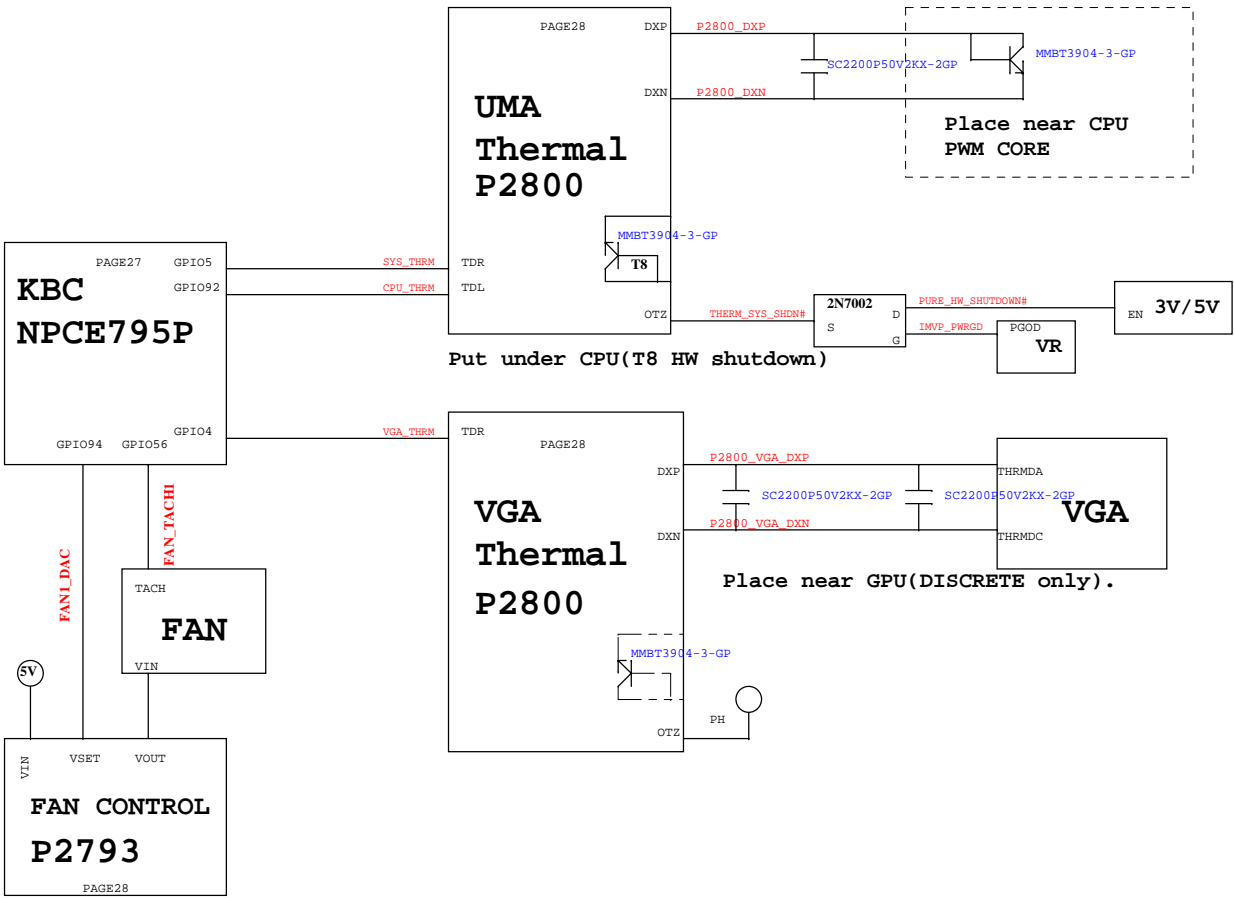 PAGE28
DXP
P2800_DXP
SC2200P50V2KX-2GP
MMBT3904-3-GP
DXN
P2800_DXN
UMA
Thermal
P2800
Place near CPU
PWM CORE
MMBT3904-3-GP
T8
PAGE27
GPIO5
SYS_THRM
TDR
KBC
GPIO92
CPU_THRM
TDL
NPCE795P
OTZ
THERM_SYS_SHDN#
2N7002
D
S
G
PURE_HW_SHUTDOWN#
EN
3V/5V
IMVP_PWRGD
PGOD
VR
Put under CPU(T8 HW shutdown)
GPIO94
GPIO56
GPIO4
VGA_THRM
TDR
PAGE28
DXP
P2800_VGA_DXP
THRMDA
SC2200P50V2KX-2GP
SC2200P50V2KX-2GP
VGA
VGA
Thermal
P2800
DXN
P2800_VGA_DXN
THRMDC
Place near GPU(DISCRETE only).
FAN1_DAC
FAN_TACH1
TACH
FAN
VIN
MMBT3904-3-GP
OTZ
PH
5V
VIN
VSET
VOUT
FAN CONTROL
P2793
PAGE28